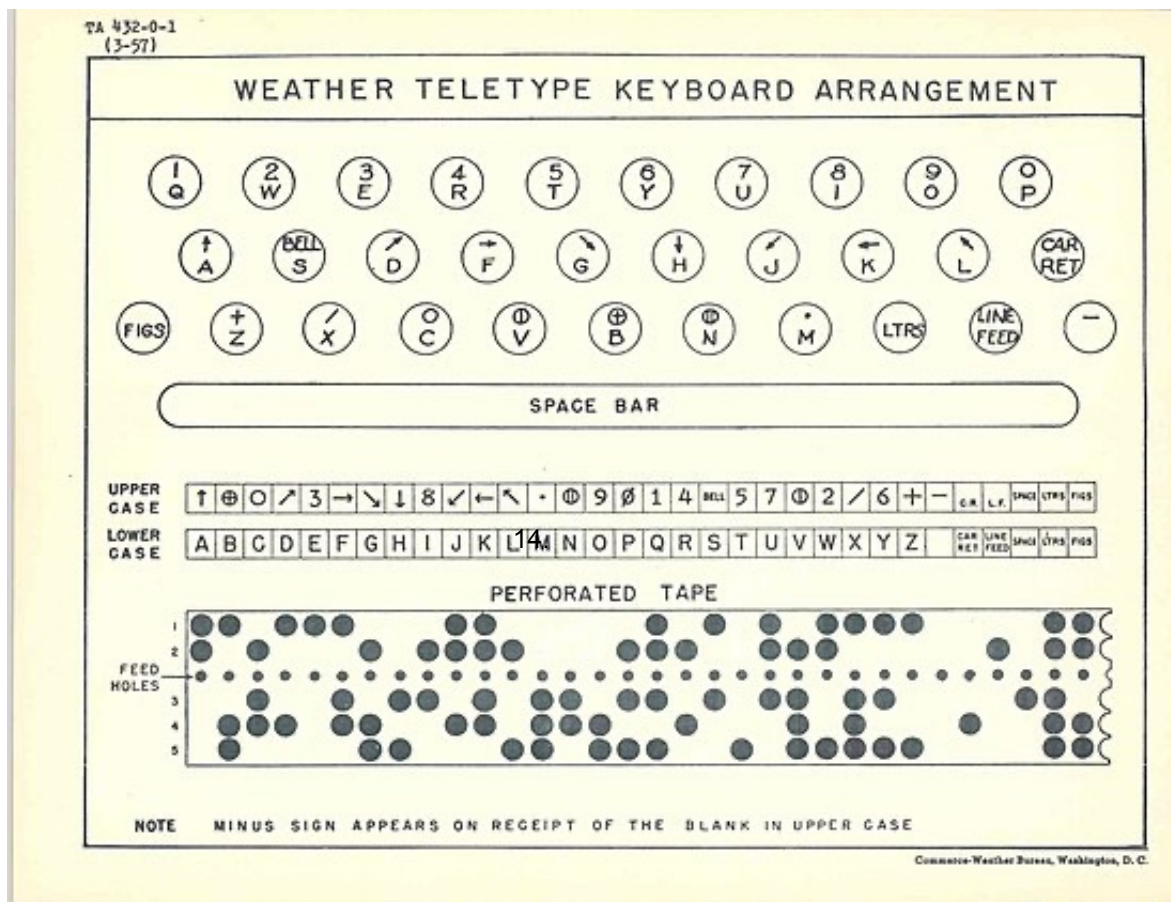 TA 432-0-1
(3-57)
WEATHER TELETYPE KEYBOARD ARRANGEMENT
1 2 3 4 5 6 7 8 9 0
Q W E R T Y U I O P
↑ BELL ↗ → ↘ ↓ ↙ ← ↖ CAR
A S D F G H J K L RET
FIGS + / O ⦶ ⊕ · LTRS LINE FEED −
Z X C V B N M
SPACE BAR
UPPER CASE ↑ ⊕ O ↗ 3 → ↘ ↓ 8 ↙ ← ↖ · 9 Ø 1 4 BELL 5 7 ⦶ 2 / 6 + − C.R. L.F. SPACE LTRS FIGS
LOWER CASE A B C D E F G H I J K L M N O P Q R S T U V W X Y Z CAR RET LINE FEED SPACE LTRS FIGS
14
PERFORATED TAPE
1
2
FEED HOLES
3
4
5
NOTE MINUS SIGN APPEARS ON RECEIPT OF THE BLANK IN UPPER CASE
Commerce-Weather Bureau, Washington, D. C.